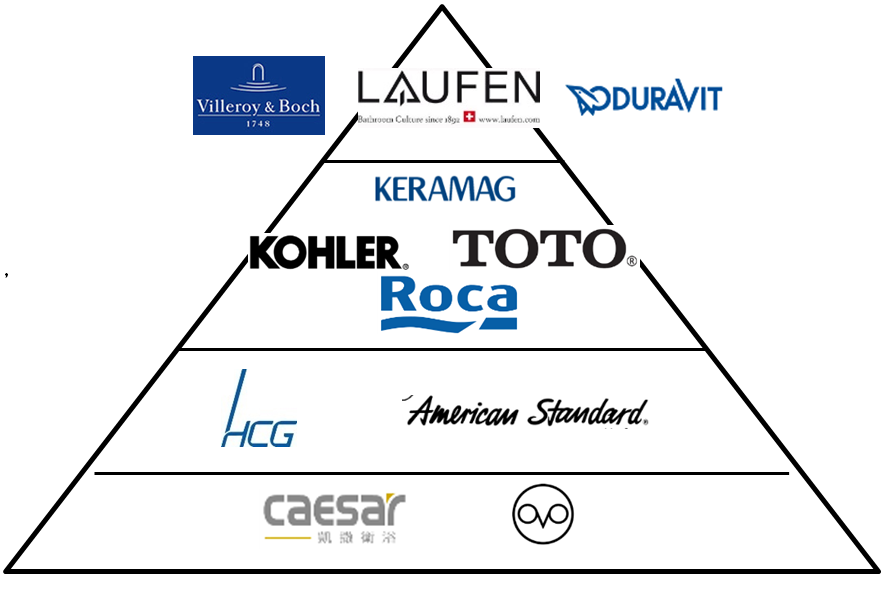 Villeroy & Boch
1748
LAUFEN
Bathroom Culture since 1892 www.laufen.com
DURAVIT
KERAMAG
KOHLER®
TOTO®
Roca
,
HCG
American Standard®
caesar
凱撒衛浴
OVO